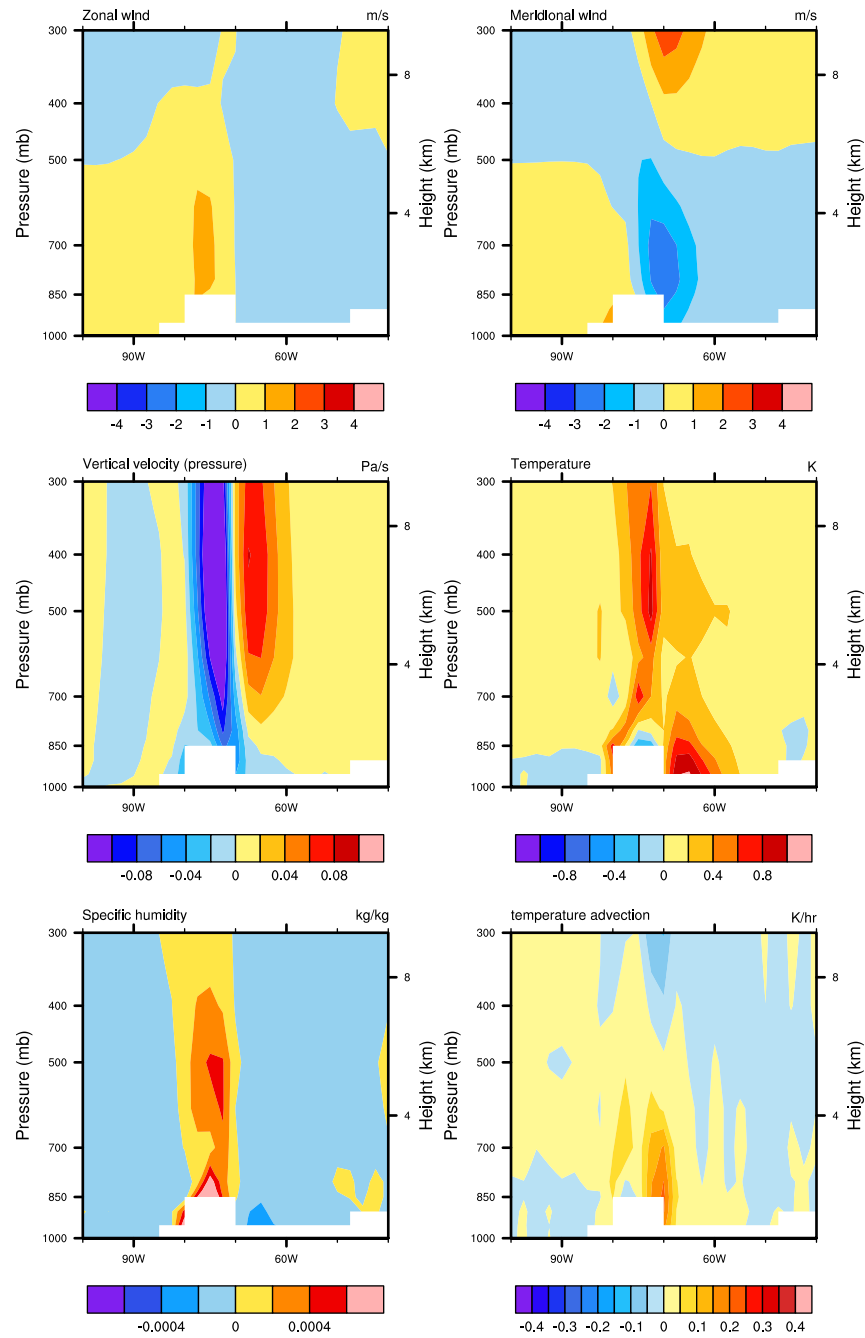 Zonal wind m/s
300
400
500
700
850
1000
Pressure (mb)
8
4
Height (km)
90W 60W
-4 -3 -2 -1 0 1 2 3 4
Meridional wind m/s
300
400
500
700
850
1000
Pressure (mb)
8
4
Height (km)
90W 60W
-4 -3 -2 -1 0 1 2 3 4
Vertical velocity (pressure) Pa/s
300
400
500
700
850
1000
Pressure (mb)
8
4
Height (km)
90W 60W
-0.08 -0.04 0 0.04 0.08
Temperature K
300
400
500
700
850
1000
Pressure (mb)
8
4
Height (km)
90W 60W
-0.8 -0.4 0 0.4 0.8
Specific humidity kg/kg
300
400
500
700
850
1000
Pressure (mb)
8
4
Height (km)
90W 60W
-0.0004 0 0.0004
temperature advection K/hr
300
400
500
700
850
1000
Pressure (mb)
8
4
Height (km)
90W 60W
-0.4 -0.3 -0.2 -0.1 0 0.1 0.2 0.3 0.4